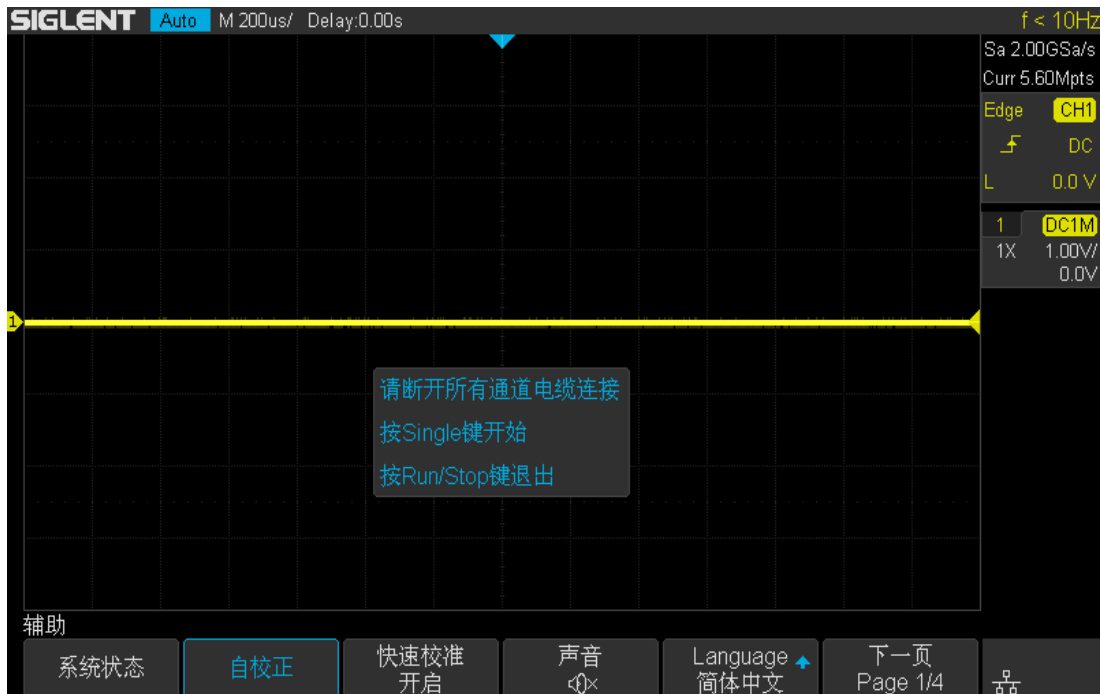 SIGLENT Auto M 200us/ Delay:0.00s f < 10Hz
Sa 2.00GSa/s
Curr 5.60Mpts
Edge CH1
DC
L 0.0 V
1 DC1M
1X 1.00V/
0.0V
1
请断开所有通道电缆连接
按Single键开始
按Run/Stop键退出
辅助
系统状态
自校正
快速校准
开启
声音
Language
简体中文
下一页
Page 1/4